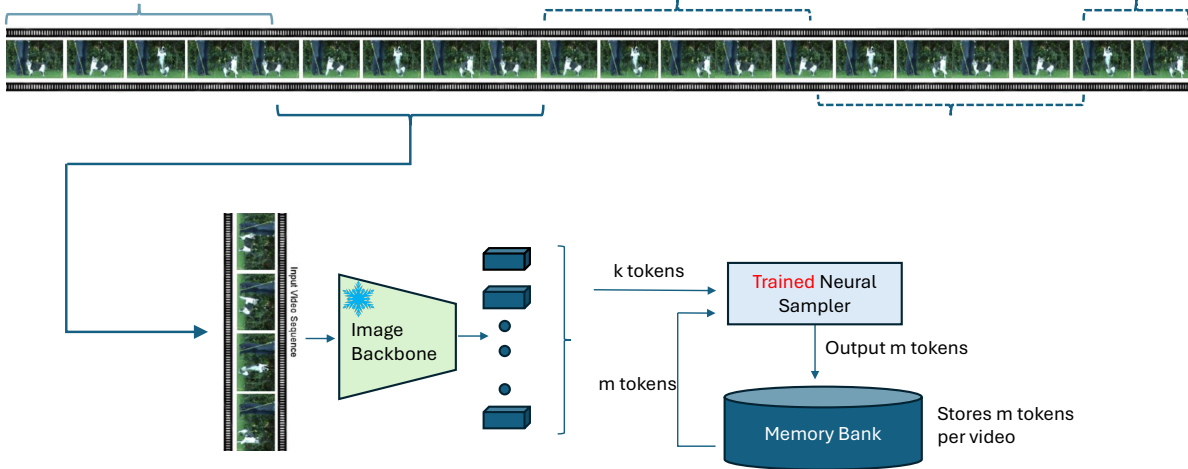 Input Video Sequence
Image
Backbone
k tokens
m tokens
Trained Neural
Sampler
Output m tokens
Memory Bank
Stores m tokens
per video